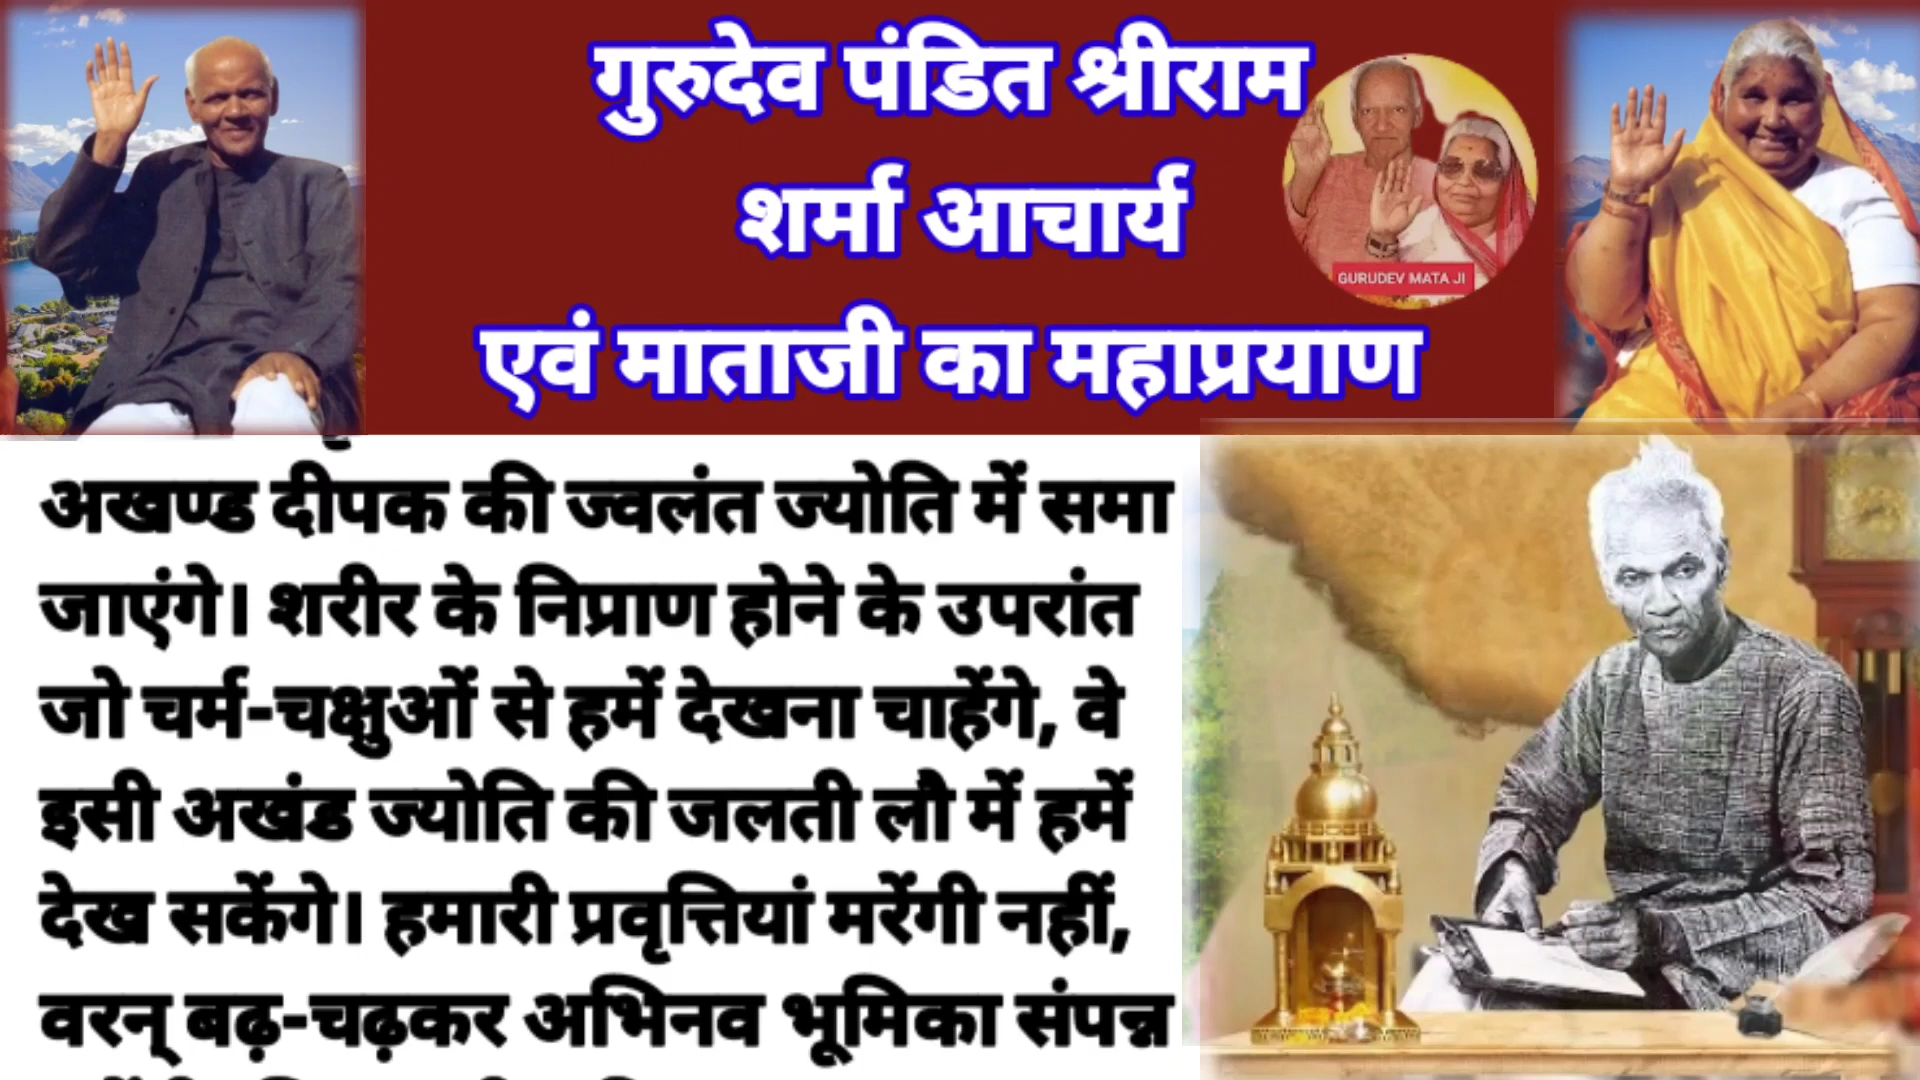 गुरुदेव पंडित श्रीराम
शर्मा आचार्य
एवं माताजी का महाप्रयाण
GURUDEV MATA JI
अखण्ड दीपक की ज्वलंत ज्योति में समा
जाएंगे। शरीर के निप्राण होने के उपरांत
जो चर्म-चक्षुओं से हमें देखना चाहेंगे, वे
इसी अखंड ज्योति की जलती लौ में हमें
देख सकेंगे। हमारी प्रवृत्तियां मरेंगी नहीं,
वरन् बढ़-चढ़कर अभिनव भूमिका संपन्न